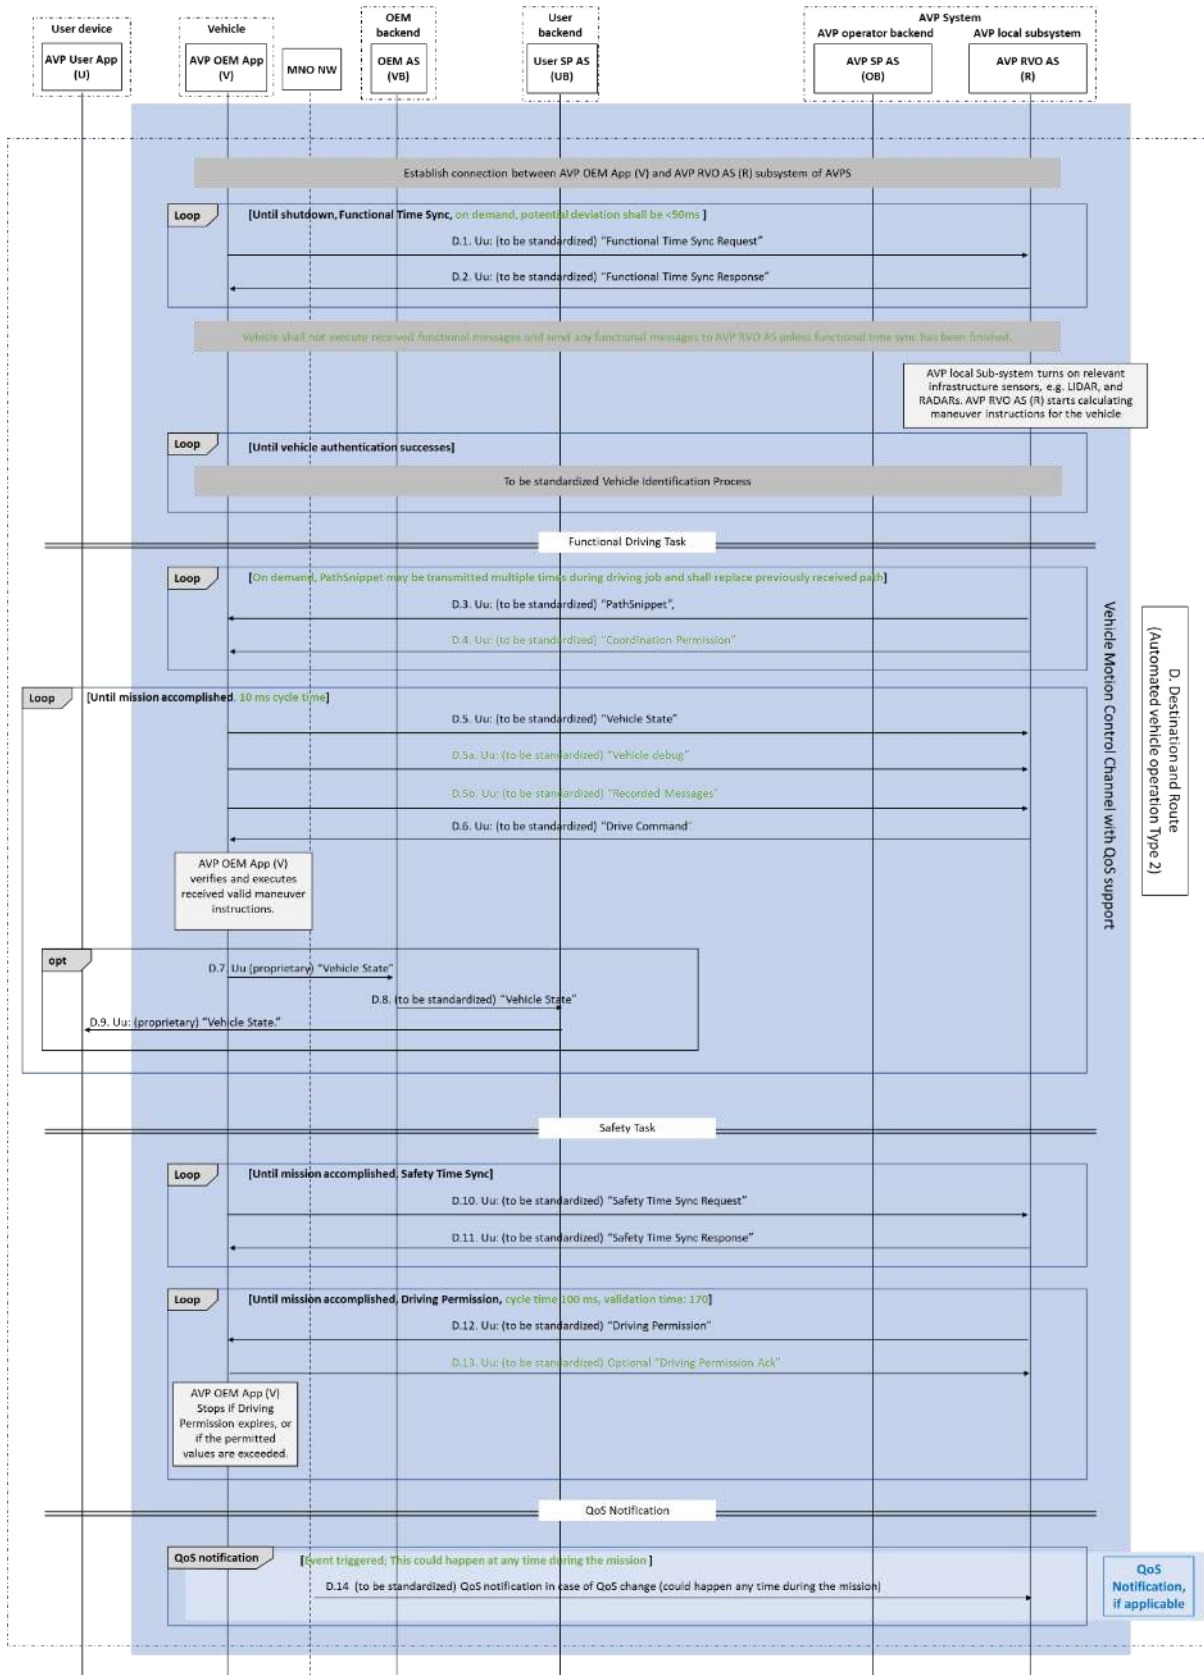 User device
Vehicle
OEM
backend
User
backend
AVP System
AVP operator backend
AVP local subsystem
AVP User App
(U)
AVP OEM App
(V)
MNO NW
OEM AS
(VB)
User SP AS
(UB)
AVP SP AS
(OB)
AVP RVO AS
(R)
Establish connection between AVP OEM App (V) and AVP RVO AS (R) subsystem of AVPS
Loop
[Until shutdown, Functional Time Sync, on demand, potential deviation shall be <50ms ]
D.1. Uu: (to be standardized) “Functional Time Sync Request”
D.2. Uu: (to be standardized) “Functional Time Sync Response”
Vehicle shall not execute received functional messages and send any functional messages to AVP RVO AS unless functional time sync has been finished.
AVP local Sub-system turns on relevant
infrastructure sensors, e.g. LIDAR, and
RADARs. AVP RVO AS (R) starts calculating
maneuver instructions for the vehicle
Loop
[Until vehicle authentication successes]
To be standardized Vehicle Identification Process
Functional Driving Task
Loop
[On demand, PathSnippet may be transmitted multiple times during driving job and shall replace previously received path]
D.3. Uu: (to be standardized) “PathSnippet”,
D.4. Uu: (to be standardized) “Coordination Permission”
Loop
[Until mission accomplished, 10 ms cycle time]
D.5. Uu: (to be standardized) “Vehicle State”
D.5a. Uu: (to be standardized) “Vehicle debug”
D.5b. Uu: (to be standardized) “Recorded Messages”
D.6. Uu: (to be standardized) “Drive Command”
AVP OEM App (V)
verifies and executes
received valid maneuver
instructions.
opt
D.7. Uu (proprietary) “Vehicle State”
D.8. (to be standardized) “Vehicle State”
D.9. Uu: (proprietary) “Vehicle State.”
Vehicle Motion Control Channel with QoS support
D. Destination and Route
(Automated vehicle operation Type 2)
Safety Task
Loop
[Until mission accomplished, Safety Time Sync]
D.10. Uu: (to be standardized) “Safety Time Sync Request”
D.11. Uu: (to be standardized) “Safety Time Sync Response”
Loop
[Until mission accomplished, Driving Permission, cycle time 100 ms, validation time: 170]
D.12. Uu: (to be standardized) “Driving Permission”
D.13. Uu: (to be standardized) Optional “Driving Permission Ack”
AVP OEM App (V)
Stops if Driving
Permission expires, or
if the permitted
values are exceeded.
QoS Notification
QoS notification
[Event triggered; This could happen at any time during the mission ]
D.14 (to be standardized) QoS notification in case of QoS change (could happen any time during the mission)
QoS
Notification,
if applicable